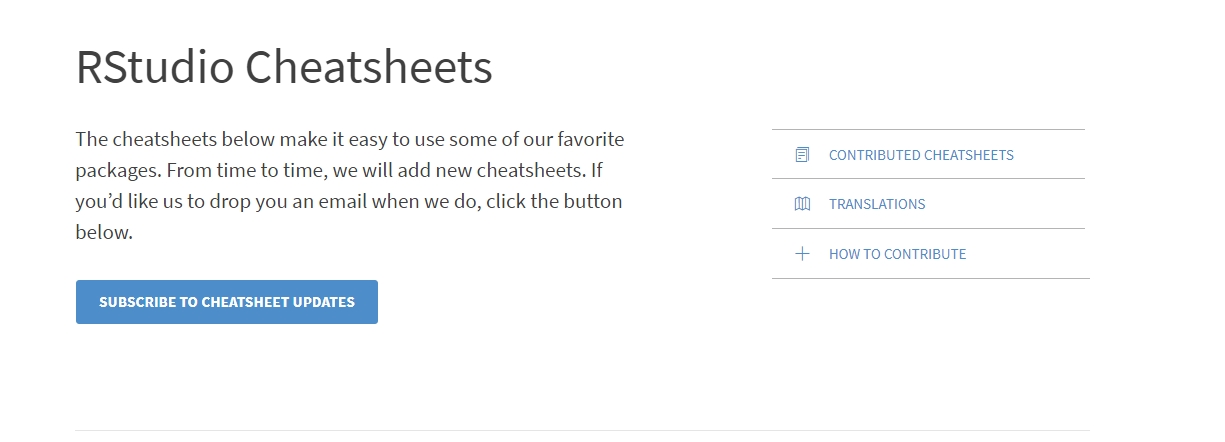 RStudio Cheatsheets
The cheatsheets below make it easy to use some of our favorite
packages. From time to time, we will add new cheatsheets. If
you’d like us to drop you an email when we do, click the button
below.
SUBSCRIBE TO CHEATSHEET UPDATES
CONTRIBUTED CHEATSHEETS
TRANSLATIONS
HOW TO CONTRIBUTE